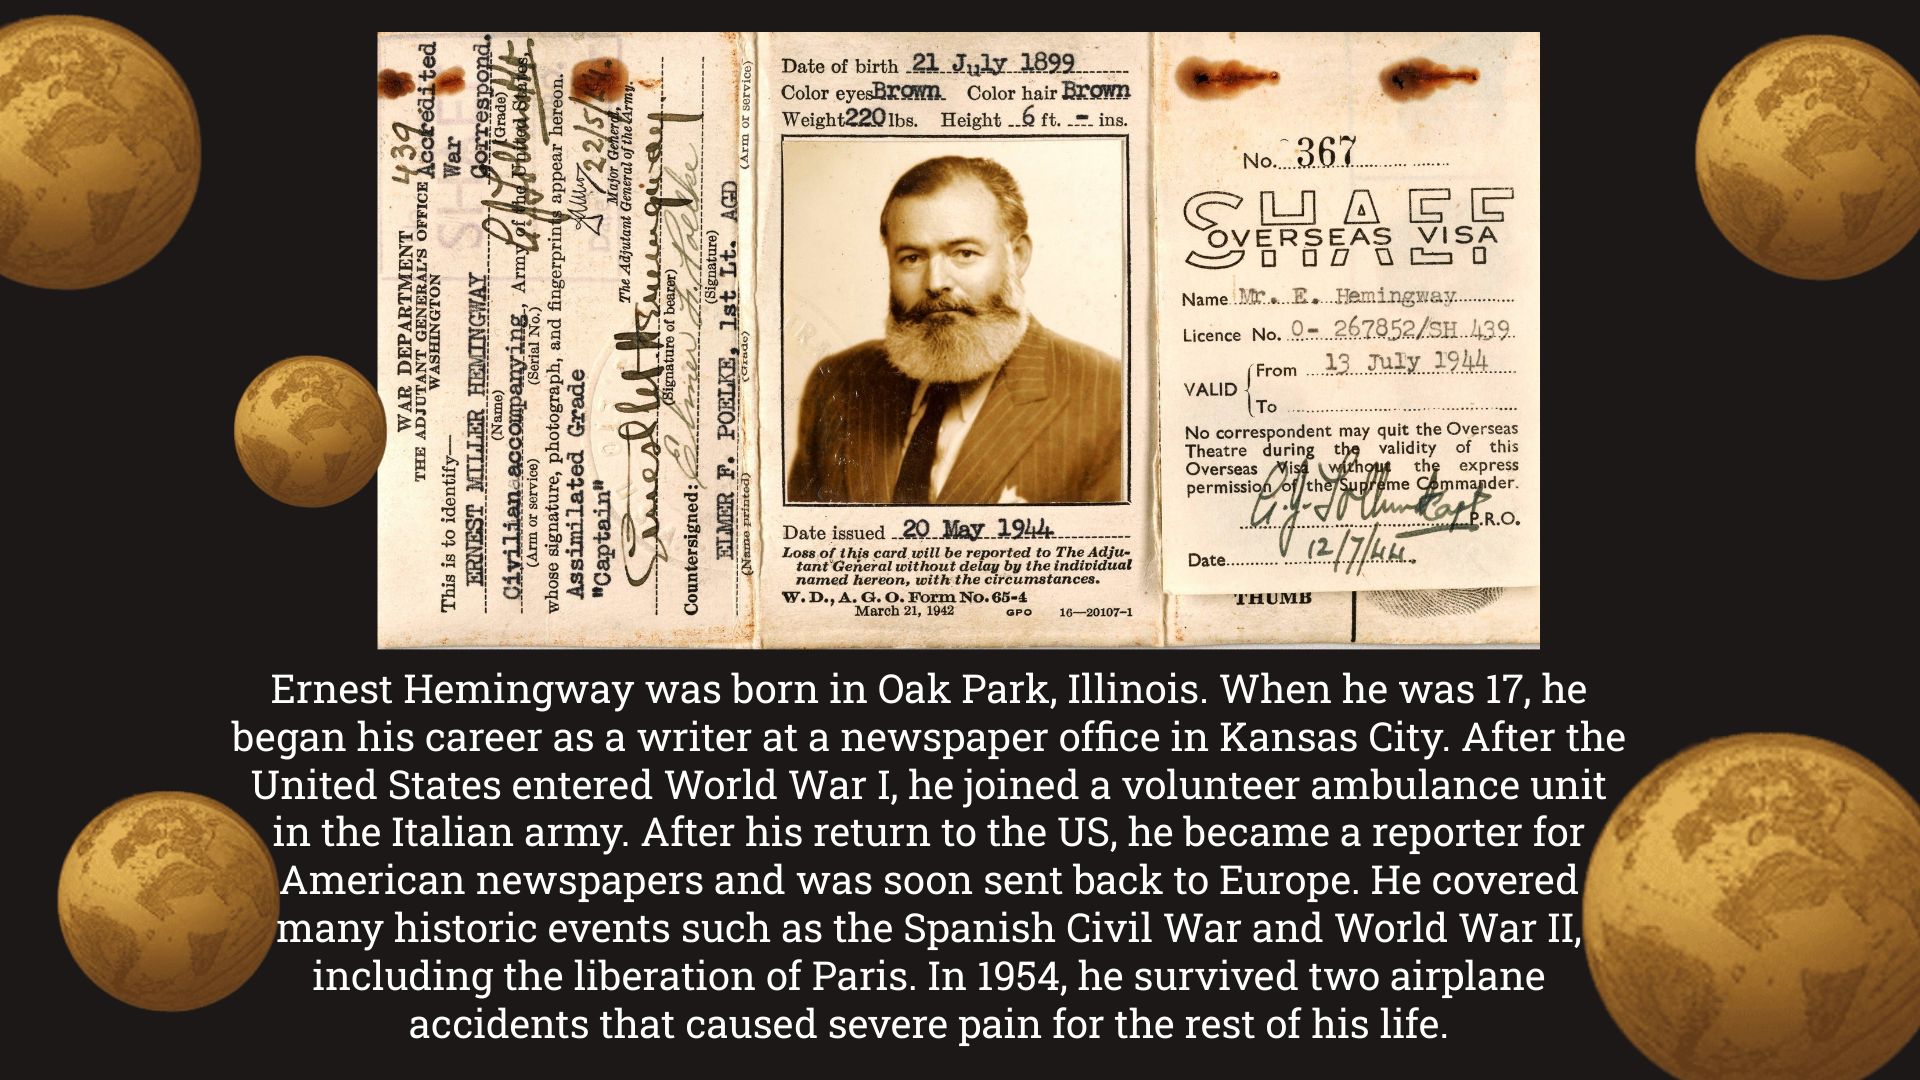 WAR DEPARTMENT
THE ADJUTANT GENERAL'S OFFICE
WASHINGTON
439
Accredited
War
Correspond.
This is to identify—
ERNEST MILLER HEMINGWAY
(Name) (Grade)
Civilian accompanying, Army of the United States,
(Arm or service) (Serial No.)
whose signature, photograph, and fingerprints appear hereon.
Assimilated Grade
"Captain"
Major General,
The Adjutant General of the Army.
Ernest Hemingway
(Signature of bearer)
Countersigned: Elmer F. Poelke
(Signature)
ELMER F. POELKE, 1st Lt. AGD
(Name printed) (Grade) (Arm or service)
Date of birth 21 July 1899
Color eyes Brown Color hair Brown
Weight 220 lbs. Height 6 ft. - ins.
Date issued 20 May 1944
Loss of this card will be reported to The Adju-
tant General without delay by the individual
named hereon, with the circumstances.
W. D., A. G. O. Form No. 65-4
March 21, 1942 GPO 16—20107-1
No. 367
SHAEF
OVERSEAS VISA
Name Mr. E. Hemingway
Licence No. 0- 267852/SH 439
VALID
From 13 July 1944
To
No correspondent may quit the Overseas
Theatre during the validity of this
Overseas Visa without the express
permission of the Supreme Commander.
P.R.O.
Date 12/7/44.
THUMB
Ernest Hemingway was born in Oak Park, Illinois. When he was 17, he
began his career as a writer at a newspaper office in Kansas City. After the
United States entered World War I, he joined a volunteer ambulance unit
in the Italian army. After his return to the US, he became a reporter for
American newspapers and was soon sent back to Europe. He covered
many historic events such as the Spanish Civil War and World War II,
including the liberation of Paris. In 1954, he survived two airplane
accidents that caused severe pain for the rest of his life.